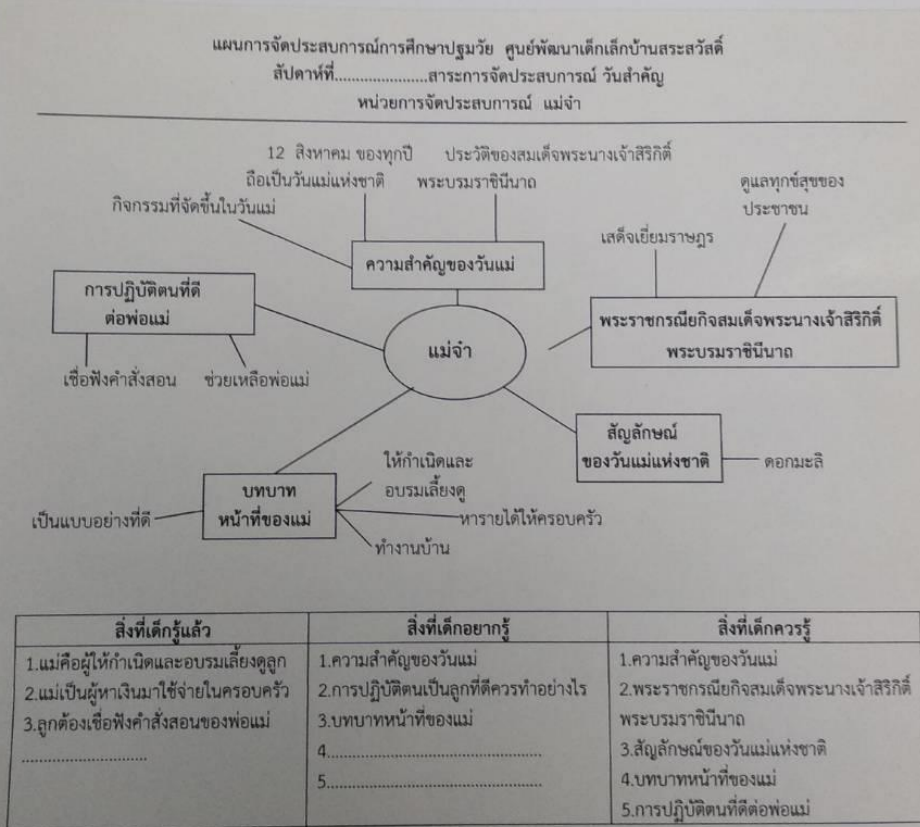 แผนการจัดประสบการณ์การศึกษาปฐมวัย ศูนย์พัฒนาเด็กเล็กบ้านสระสวัสดิ์
สัปดาห์ที่......................สาระการจัดประสบการณ์ วันสำคัญ
หน่วยการจัดประสบการณ์ แม่จ๋า
12 สิงหาคม ของทุกปี
ถือเป็นวันแม่แห่งชาติ
ประวัติของสมเด็จพระนางเจ้าสิริกิติ์
พระบรมราชินีนาถ
กิจกรรมที่จัดขึ้นในวันแม่
ความสำคัญของวันแม่
ดูแลทุกข์สุขของ
ประชาชน
เสด็จเยี่ยมราษฎร
พระราชกรณียกิจสมเด็จพระนางเจ้าสิริกิติ์
พระบรมราชินีนาถ
การปฏิบัติตนที่ดี
ต่อพ่อแม่
เชื่อฟังคำสั่งสอน
ช่วยเหลือพ่อแม่
แม่จ๋า
สัญลักษณ์
ของวันแม่แห่งชาติ
ดอกมะลิ
บทบาท
หน้าที่ของแม่
เป็นแบบอย่างที่ดี
ให้กำเนิดและ
อบรมเลี้ยงดู
หารายได้ให้ครอบครัว
ทำงานบ้าน
สิ่งที่เด็กรู้แล้ว
1.แม่คือผู้ให้กำเนิดและอบรมเลี้ยงดูลูก
2.แม่เป็นผู้หาเงินมาใช้จ่ายในครอบครัว
3.ลูกต้องเชื่อฟังคำสั่งสอนของพ่อแม่
.............................
สิ่งที่เด็กอยากรู้
1.ความสำคัญของวันแม่
2.การปฏิบัติตนเป็นลูกที่ดีควรทำอย่างไร
3.บทบาทหน้าที่ของแม่
4..................................................
5..................................................
สิ่งที่เด็กควรรู้
1.ความสำคัญของวันแม่
2.พระราชกรณียกิจสมเด็จพระนางเจ้าสิริกิติ์
พระบรมราชินีนาถ
3.สัญลักษณ์ของวันแม่แห่งชาติ
4.บทบาทหน้าที่ของแม่
5.การปฏิบัติตนที่ดีต่อพ่อแม่